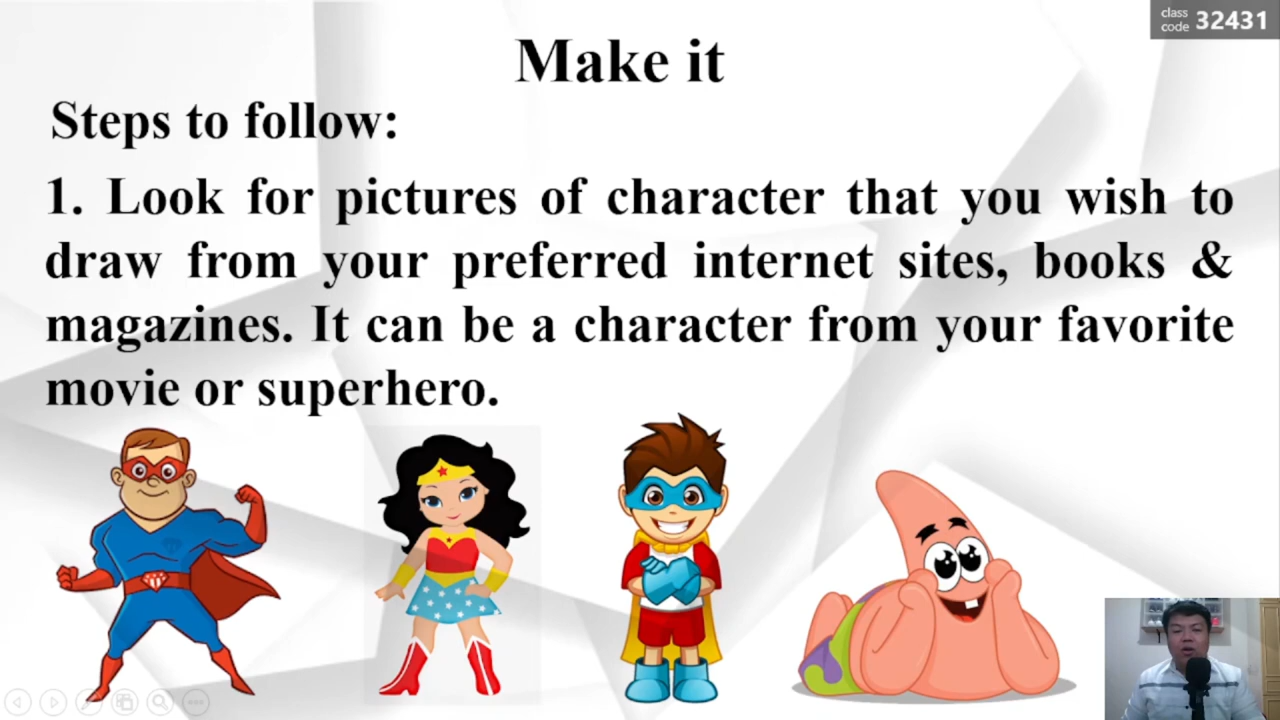 class
code 32431
Make it
Steps to follow:
1. Look for pictures of character that you wish to
draw from your preferred internet sites, books &
magazines. It can be a character from your favorite
movie or superhero.